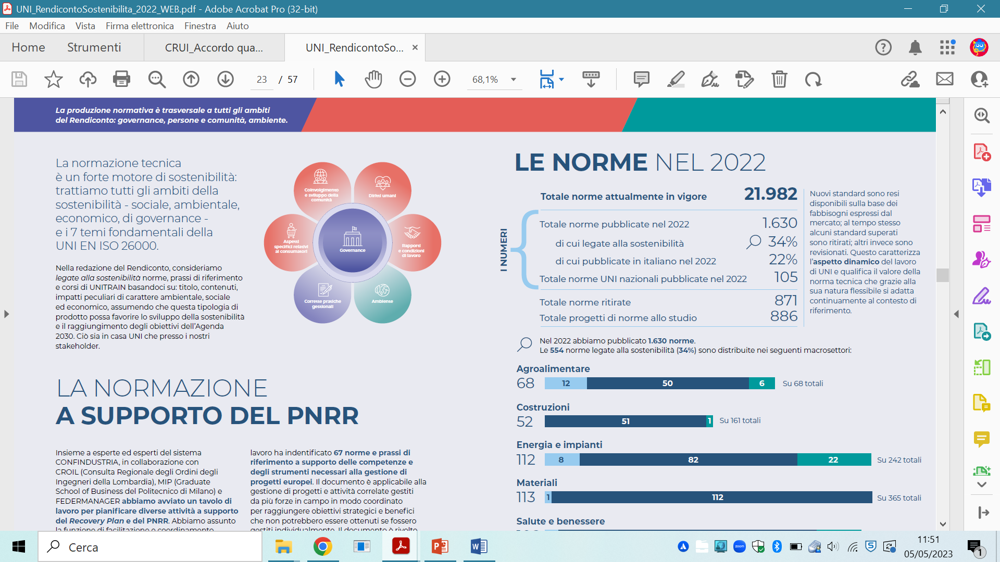 UNI_RendicontoSostenibilita_2022_WEB.pdf - Adobe Acrobat Pro (32-bit)
File Modifica Vista Firma elettronica Finestra Aiuto
Home Strumenti CRUI_Accordo qua... UNI_RendicontoSo... ×
23 / 57 68,1%
La produzione normativa è trasversale a tutti gli ambiti
del Rendiconto: governance, persone e comunità, ambiente.
La normazione tecnica
è un forte motore di sostenibilità:
trattiamo tutti gli ambiti della
sostenibilità - sociale, ambientale,
economico, di governance -
e i 7 temi fondamentali della
UNI EN ISO 26000.
Nella redazione del Rendiconto, consideriamo
legate alla sostenibilità norme, prassi di riferimento
e corsi di UNITRAIN basandoci su: titolo, contenuti,
impatti peculiari di carattere ambientale, sociale
ed economico, assumendo che questa tipologia di
prodotto possa favorire lo sviluppo della sostenibilità
e il raggiungimento degli obiettivi dell'Agenda
2030. Ciò sia in casa UNI che presso i nostri
stakeholder.
Coinvolgimento
e sviluppo della
comunità
Diritti umani
Aspetti
specifici relativi
ai consumatori
Governance
Rapporti
e condizioni
di lavoro
Corrette pratiche
gestionali
Ambiente
LA NORMAZIONE
A SUPPORTO DEL PNRR
Insieme a esperte ed esperti del sistema
CONFINDUSTRIA, in collaborazione con
CROIL (Consulta Regionale degli Ordini degli
Ingegneri della Lombardia), MIP (Graduate
School of Business del Politecnico di Milano) e
FEDERMANAGER abbiamo avviato un tavolo di
lavoro per pianificare diverse attività a supporto
del Recovery Plan e del PNRR. Abbiamo assunto
la funzione di facilitazione e coordinamento
lavoro ha indentificato 67 norme e prassi di
riferimento a supporto delle competenze e
degli strumenti necessari alla gestione di
progetti europei. Il documento è applicabile alla
gestione di progetti e attività correlate gestiti
da più forze in campo in modo coordinato
per raggiungere obiettivi strategici e benefici
che non potrebbero essere ottenuti se fossero
gestiti individualmente. Il documento è rivolto
LE NORME NEL 2022
I NUMERI
Totale norme attualmente in vigore 21.982
Totale norme pubblicate nel 2022 1.630
di cui legate alla sostenibilità 34%
di cui pubblicate in italiano nel 2022 22%
Totale norme UNI nazionali pubblicate nel 2022 105
Totale norme ritirate 871
Totale progetti di norme allo studio 886
Nuovi standard sono resi
disponibili sulla base dei
fabbisogni espressi dal
mercato; al tempo stesso
alcuni standard superati
sono ritirati; altri invece sono
revisionati. Questo caratterizza
l'aspetto dinamico del lavoro
di UNI e qualifica il valore della
norma tecnica che grazie alla
sua natura flessibile si adatta
continuamente al contesto di
riferimento.
Nel 2022 abbiamo pubblicato 1.630 norme.
Le 554 norme legate alla sostenibilità (34%) sono distribuite nei seguenti macrosettori:
Agroalimentare
68 12 50 6 Su 68 totali
Costruzioni
52 51 1 Su 161 totali
Energia e impianti
112 8 82 22 Su 242 totali
Materiali
113 1 112 Su 365 totali
Salute e benessere
Cerca
zoom
11:51
05/05/2023
1